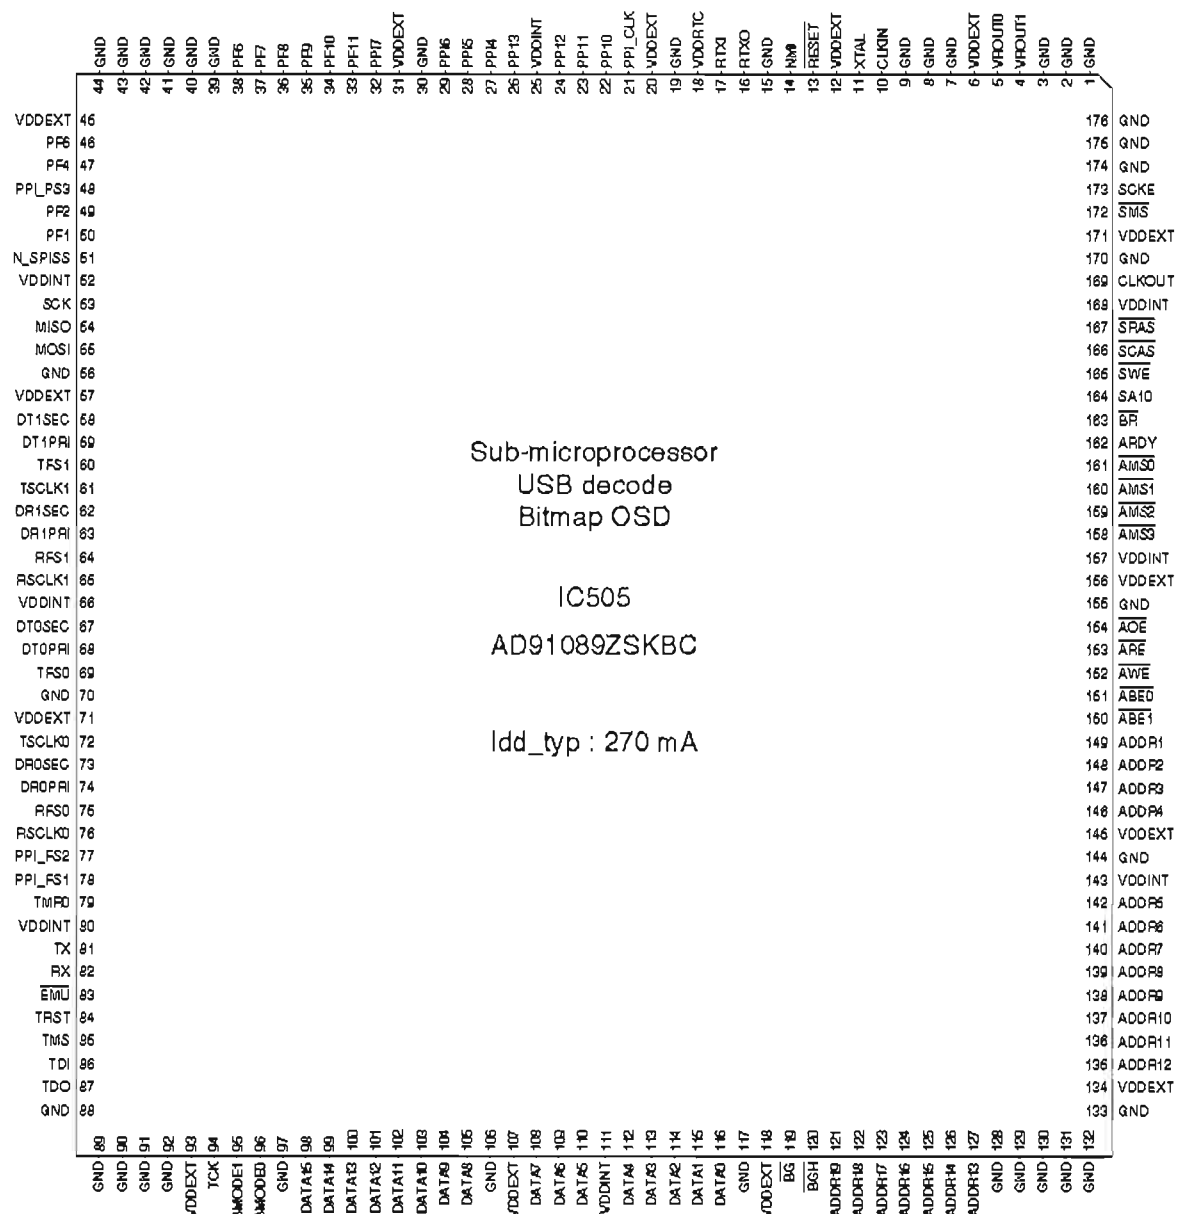 44 GND
43 GND
42 GND
41 GND
40 GND
39 GND
38 PF6
37 PF7
36 PF8
35 PF9
34 PF10
33 PF11
32 PPI7
31 VDDEXT
30 GND
29 PPI6
28 PPI5
27 PPI4
26 PP13
25 VDDINT
24 PP12
23 PP11
22 PP10
21 PPI_CLK
20 VDDEXT
19 GND
18 VDDRTC
17 RTXI
16 RTXO
15 GND
14 NMI
13 RESET
12 VDDEXT
11 XTAL
10 CLKIN
9 GND
8 GND
7 GND
6 VDDEXT
5 VROUT0
4 VROUT1
3 GND
2 GND
1 GND
VDDEXT 45
PF5 46
PF4 47
PPI_PS3 48
PF2 49
PF1 50
N_SPISS 51
VDDINT 52
SCK 53
MISO 54
MOSI 55
GND 56
VDDEXT 57
DT1SEC 58
DT1PRI 59
TFS1 60
TSCLK1 61
DR1SEC 62
DR1PRI 63
RFS1 64
RSCLK1 65
VDDINT 66
DT0SEC 67
DT0PRI 68
TFS0 69
GND 70
VDDEXT 71
TSCLK0 72
DR0SEC 73
DR0PRI 74
RFS0 75
RSCLK0 76
PPI_FS2 77
PPI_FS1 78
TMR0 79
VDDINT 80
TX 81
RX 82
EMU 83
TRST 84
TMS 85
TDI 86
TDO 87
GND 88
Sub-microprocessor
USB decode
Bitmap OSD
IC505
AD91089ZSKBC
Idd_typ : 270 mA
176 GND
175 GND
174 GND
173 SCKE
172 SMS
171 VDDEXT
170 GND
169 CLKOUT
168 VDDINT
167 SRAS
166 SCAS
165 SWE
164 SA10
163 BR
162 ARDY
161 AMS0
160 AMS1
159 AMS2
158 AMS3
157 VDDINT
156 VDDEXT
155 GND
154 AOE
153 ARE
152 AWE
151 ABE0
150 ABE1
149 ADDR1
148 ADDR2
147 ADDR3
146 ADDR4
145 VDDEXT
144 GND
143 VDDINT
142 ADDR5
141 ADDR6
140 ADDR7
139 ADDR8
138 ADDR9
137 ADDR10
136 ADDR11
135 ADDR12
134 VDDEXT
133 GND
GND 89
GND 90
GND 91
GND 92
VDDEXT 93
TCK 94
BMODE1 95
BMODE0 96
GND 97
DATA15 98
DATA14 99
DATA13 100
DATA12 101
DATA11 102
DATA10 103
DATA9 104
DATA8 105
GND 106
VDDEXT 107
DATA7 108
DATA6 109
DATA5 110
VDDINT 111
DATA4 112
DATA3 113
DATA2 114
DATA1 115
DATA0 116
GND 117
VDDEXT 118
BG 119
BGH 120
ADDR19 121
ADDR18 122
ADDR17 123
ADDR16 124
ADDR15 125
ADDR14 126
ADDR13 127
GND 128
GND 129
GND 130
GND 131
GND 132